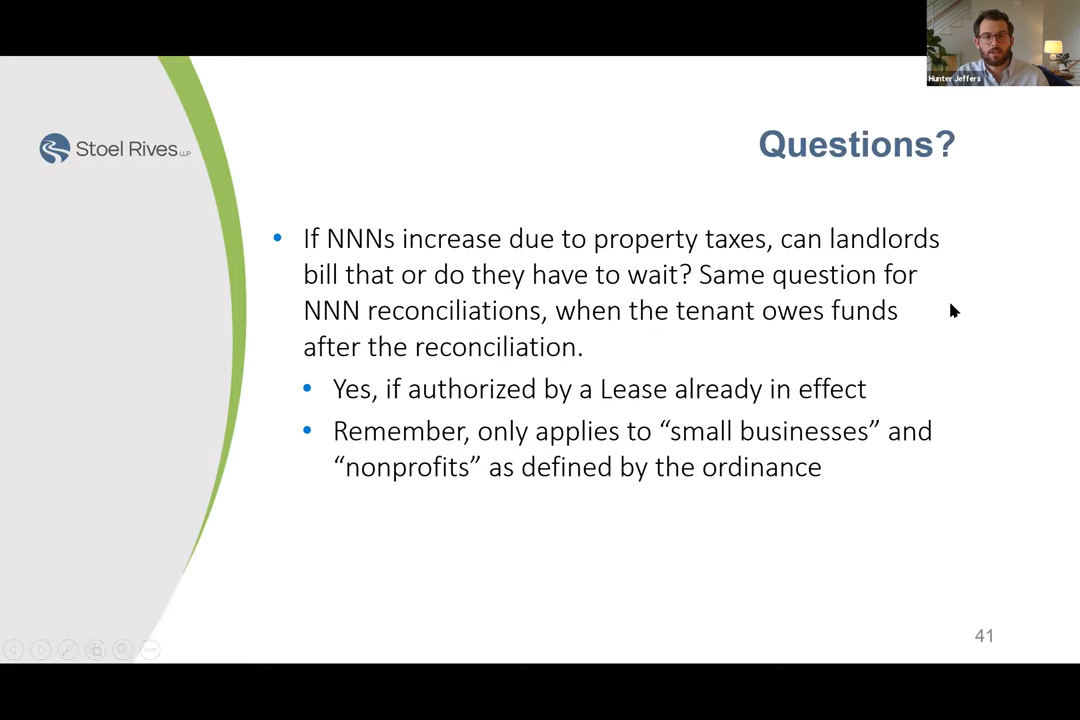 Hunter Jeffers
Stoel Rives LLP
Questions?
• If NNNs increase due to property taxes, can landlords
bill that or do they have to wait? Same question for
NNN reconciliations, when the tenant owes funds
after the reconciliation.
• Yes, if authorized by a Lease already in effect
• Remember, only applies to “small businesses” and
“nonprofits” as defined by the ordinance
41